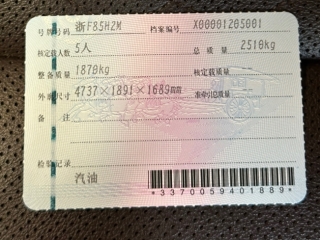 号牌号码 浙F85H2M 档案编号 X00001205001
核定载人数 5人 总质量 2510kg
整备质量 1870kg 核定载质量
外廓尺寸 4737×1891×1689mm 准牵引总质量
备注
检验记录
汽油
*3370059401889*